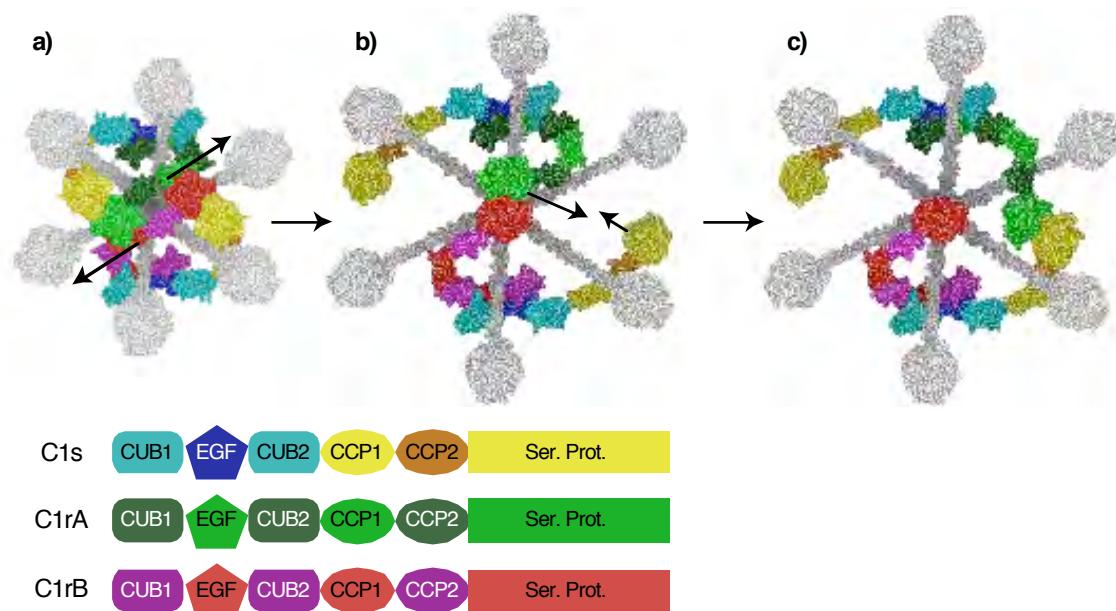 a) b) c)
C1s CUB1 EGF CUB2 CCP1 CCP2 Ser. Prot.
C1rA CUB1 EGF CUB2 CCP1 CCP2 Ser. Prot.
C1rB CUB1 EGF CUB2 CCP1 CCP2 Ser. Prot.